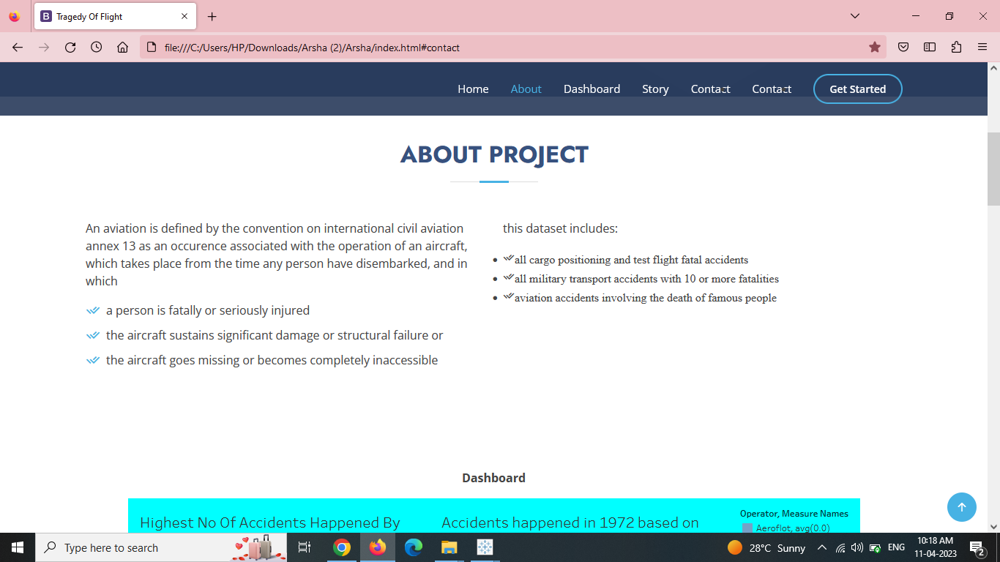 Tragedy Of Flight
file:///C:/Users/HP/Downloads/Arsha (2)/Arsha/index.html#contact
Home About Dashboard Story Contact Contact Get Started
ABOUT PROJECT
An aviation is defined by the convention on international civil aviation
annex 13 as an occurence associated with the operation of an aircraft,
which takes place from the time any person have disembarked, and in
which
a person is fatally or seriously injured
the aircraft sustains significant damage or structural failure or
the aircraft goes missing or becomes completely inaccessible
this dataset includes:
all cargo positioning and test flight fatal accidents
all military transport accidents with 10 or more fatalities
aviation accidents involving the death of famous people
Dashboard
Highest No Of Accidents Happened By
Accidents happened in 1972 based on
Operator, Measure Names
Aeroflot, avg(0.0)
Type here to search
28°C Sunny
ENG
10:18 AM
11-04-2023
2